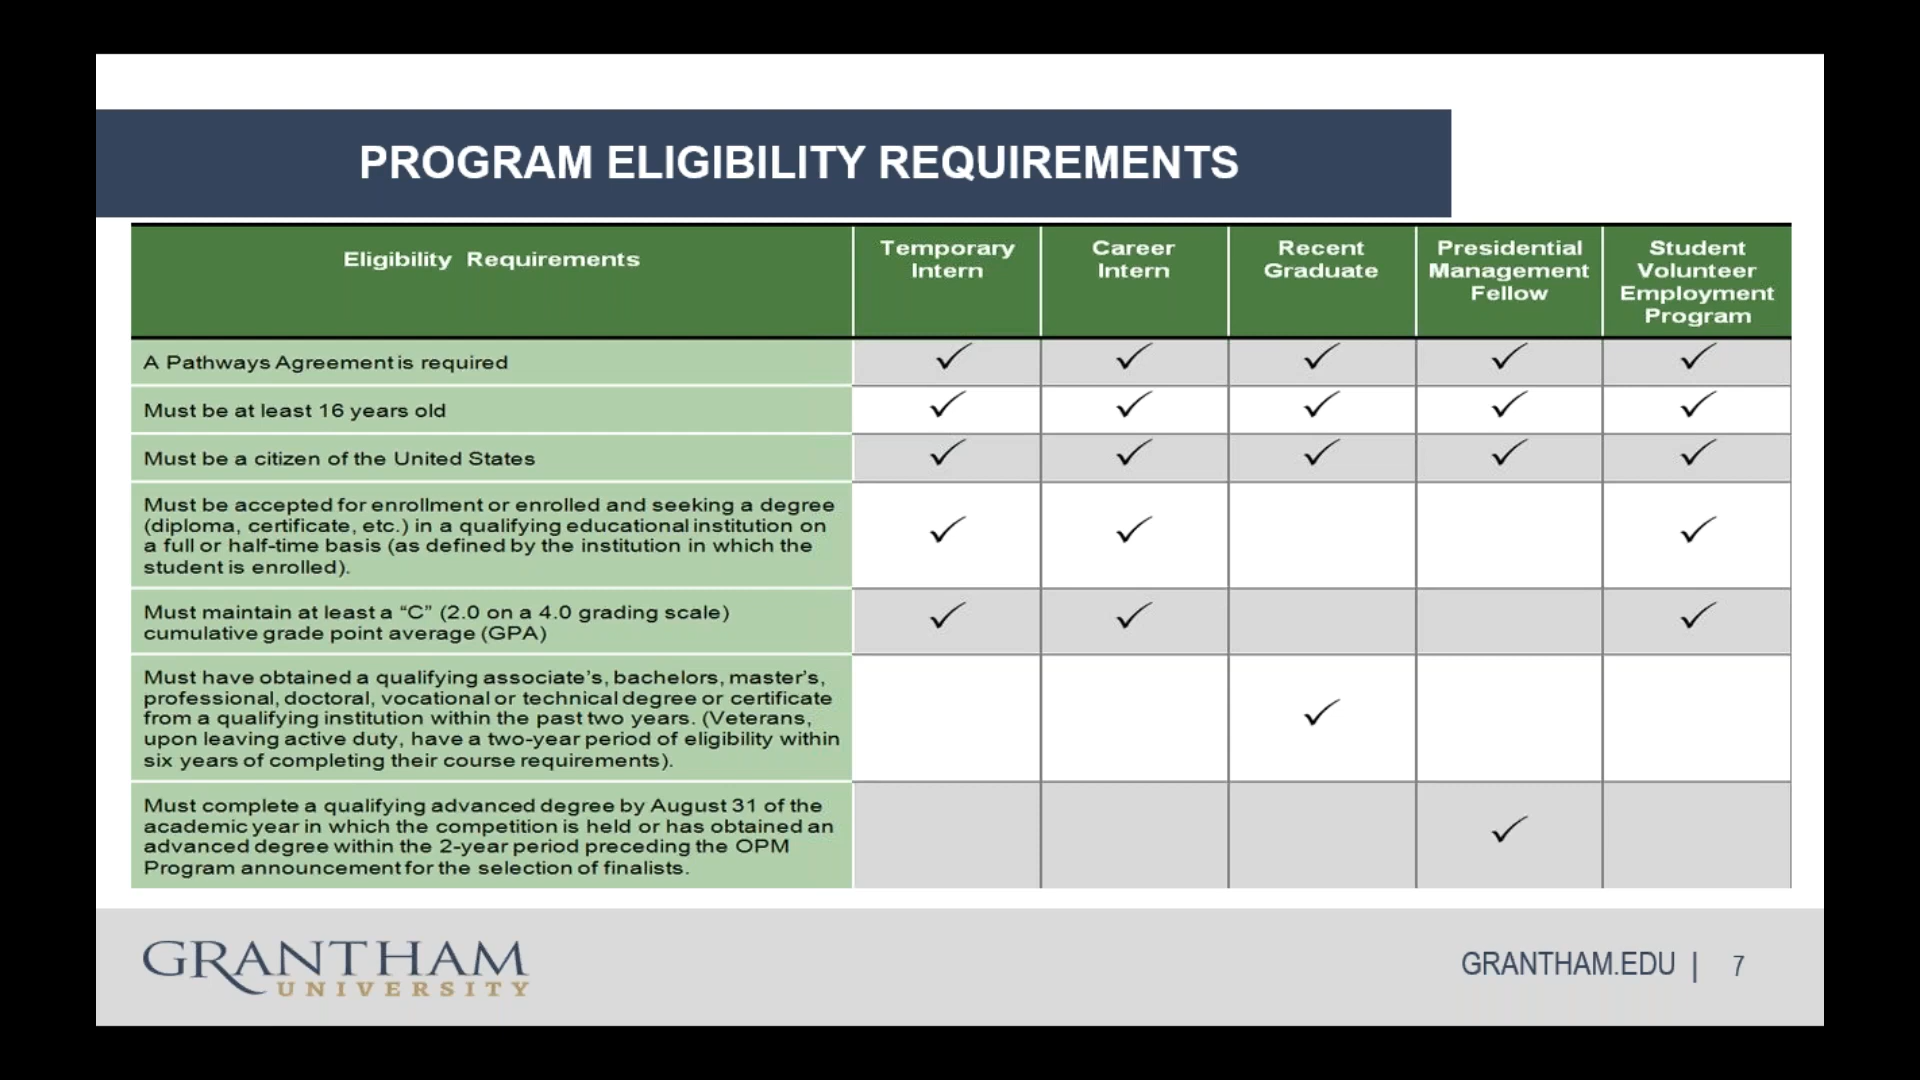 PROGRAM ELIGIBILITY REQUIREMENTS
Eligibility Requirements
Temporary
Intern
Career
Intern
Recent
Graduate
Presidential
Management
Fellow
Student
Volunteer
Employment
Program
A Pathways Agreement is required
✓ ✓ ✓ ✓ ✓
Must be at least 16 years old
✓ ✓ ✓ ✓ ✓
Must be a citizen of the United States
✓ ✓ ✓ ✓ ✓
Must be accepted for enrollment or enrolled and seeking a degree
(diploma, certificate, etc.) in a qualifying educational institution on
a full or half-time basis (as defined by the institution in which the
student is enrolled).
✓ ✓ ✓
Must maintain at least a “C” (2.0 on a 4.0 grading scale)
cumulative grade point average (GPA)
✓ ✓ ✓
Must have obtained a qualifying associate’s, bachelors, master’s,
professional, doctoral, vocational or technical degree or certificate
from a qualifying institution within the past two years. (Veterans,
upon leaving active duty, have a two-year period of eligibility within
six years of completing their course requirements).
✓
Must complete a qualifying advanced degree by August 31 of the
academic year in which the competition is held or has obtained an
advanced degree within the 2-year period preceding the OPM
Program announcement for the selection of finalists.
✓
GRANTHAM
UNIVERSITY
GRANTHAM.EDU | 7